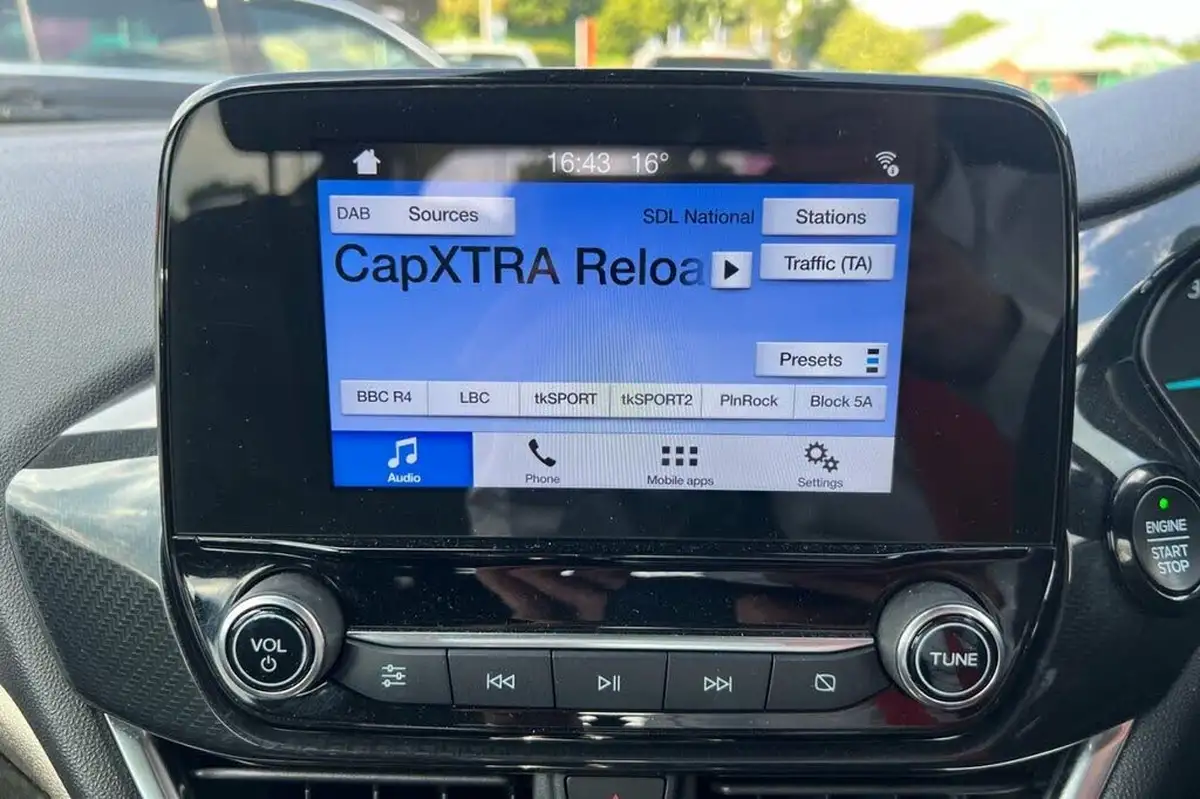 16:43 16°
DAB Sources SDL National Stations
CapXTRA Reloa Traffic (TA)
Presets
BBC R4 LBC tkSPORT tkSPORT2 PlnRock Block 5A
Audio Phone Mobile apps Settings
ENGINE
START
STOP
VOL
TUNE